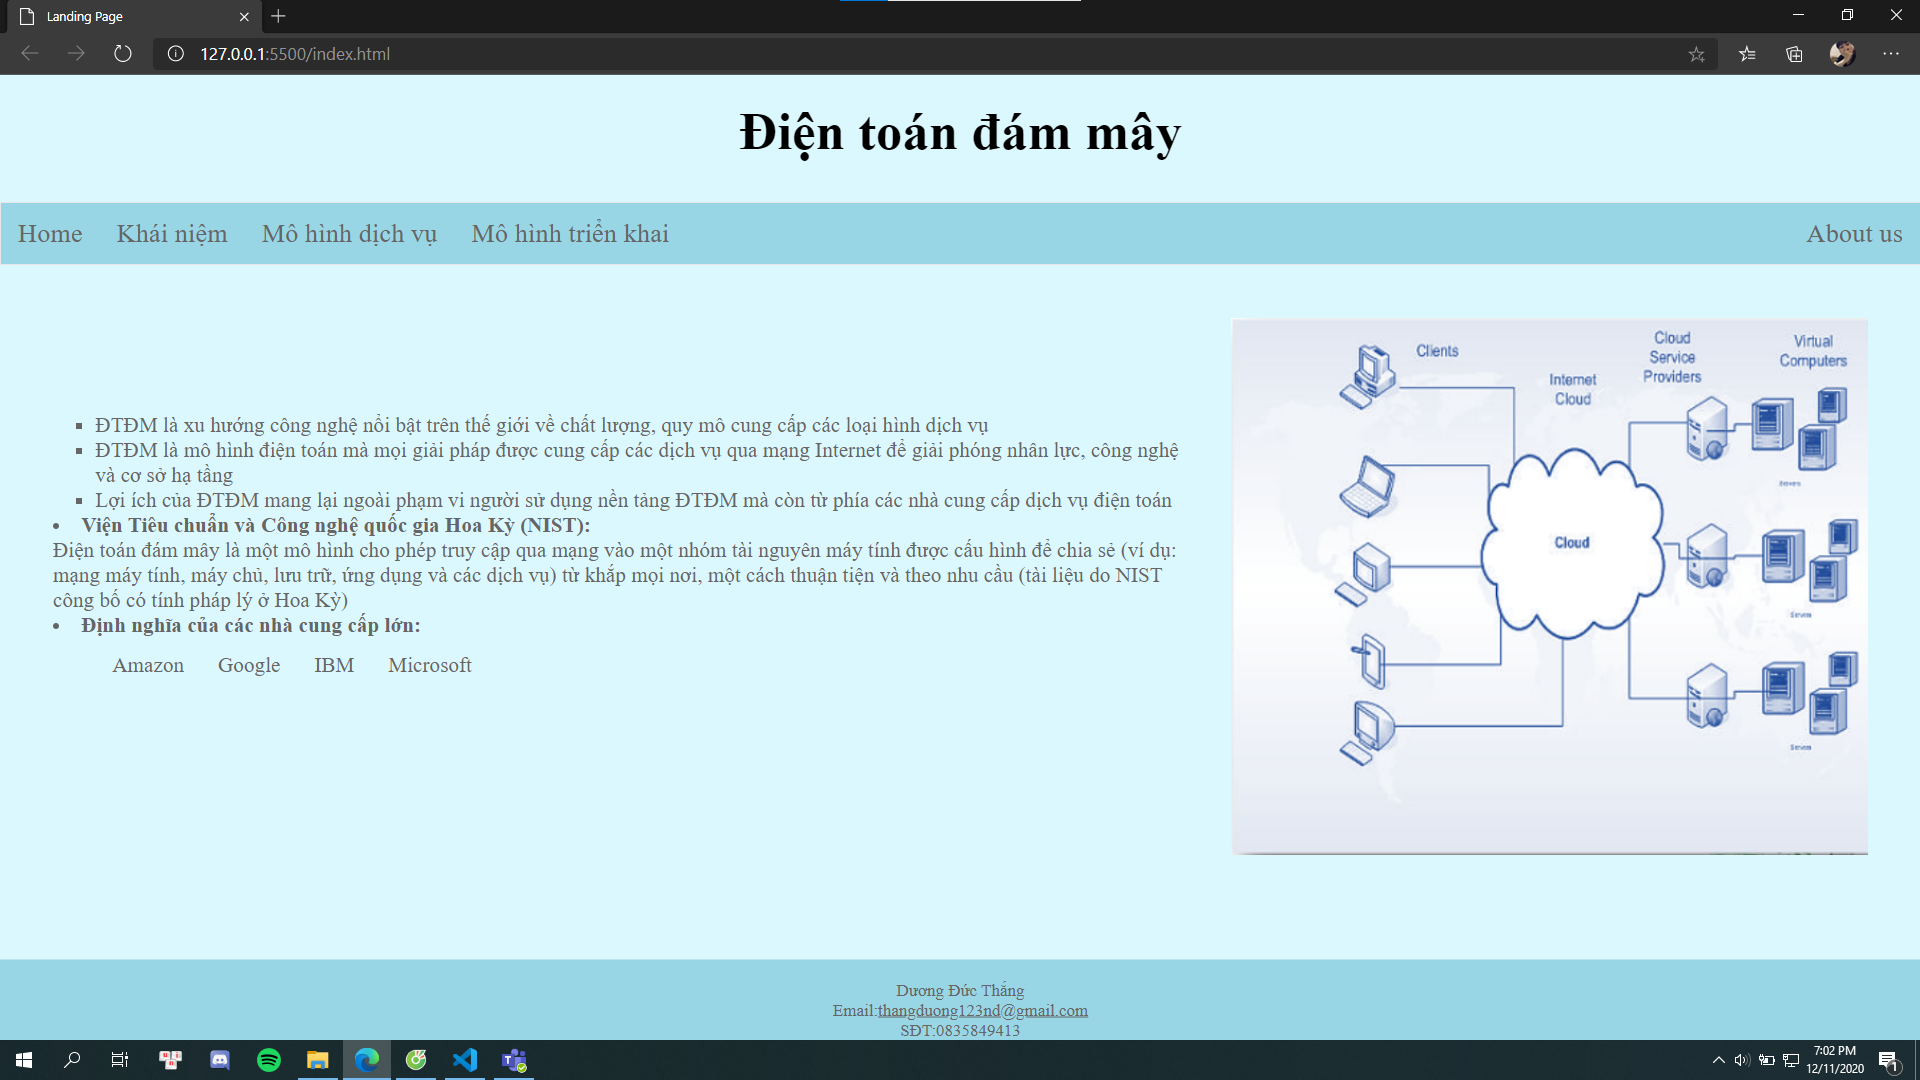 Landing Page
127.0.0.1:5500/index.html
Điện toán đám mây
Home Khái niệm Mô hình dịch vụ Mô hình triển khai About us
ĐTĐM là xu hướng công nghệ nổi bật trên thế giới về chất lượng, quy mô cung cấp các loại hình dịch vụ
ĐTĐM là mô hình điện toán mà mọi giải pháp được cung cấp các dịch vụ qua mạng Internet để giải phóng nhân lực, công nghệ
và cơ sở hạ tầng
Lợi ích của ĐTĐM mang lại ngoài phạm vi người sử dụng nền tảng ĐTĐM mà còn từ phía các nhà cung cấp dịch vụ điện toán
Viện Tiêu chuẩn và Công nghệ quốc gia Hoa Kỳ (NIST):
Điện toán đám mây là một mô hình cho phép truy cập qua mạng vào một nhóm tài nguyên máy tính được cấu hình để chia sẻ (ví dụ:
mạng máy tính, máy chủ, lưu trữ, ứng dụng và các dịch vụ) từ khắp mọi nơi, một cách thuận tiện và theo nhu cầu (tài liệu do NIST
công bố có tính pháp lý ở Hoa Kỳ)
Định nghĩa của các nhà cung cấp lớn:
Amazon Google IBM Microsoft
Clients
Internet
Cloud
Cloud
Service
Providers
Virtual
Computers
Cloud
Servers
Servers
Servers
Dương Đức Thắng
Email:thangduong123nd@gmail.com
SĐT:0835849413
7:02 PM
12/11/2020
1